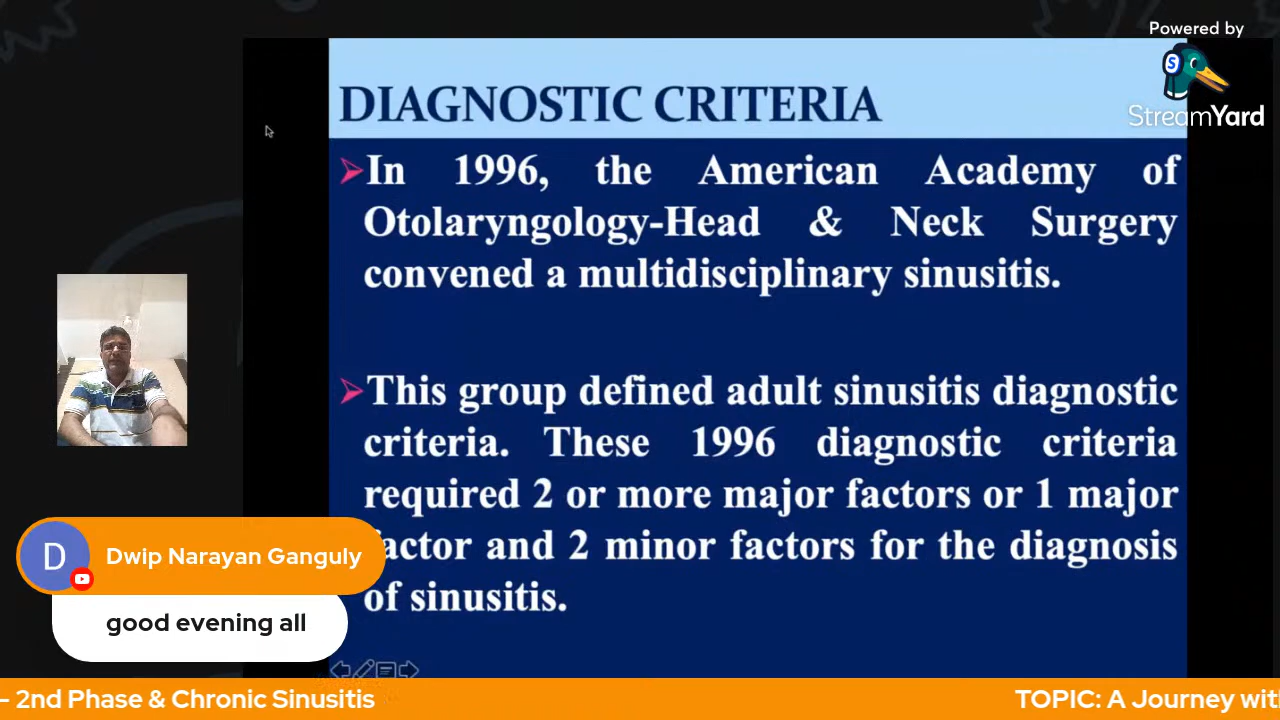 Powered by
StreamYard
DIAGNOSTIC CRITERIA
➢In 1996, the American Academy of
Otolaryngology-Head & Neck Surgery
convened a multidisciplinary sinusitis.
➢This group defined adult sinusitis diagnostic
criteria. These 1996 diagnostic criteria
required 2 or more major factors or 1 major
factor and 2 minor factors for the diagnosis
of sinusitis.
D
Dwip Narayan Ganguly
good evening all
- 2nd Phase & Chronic Sinusitis
TOPIC: A Journey wit